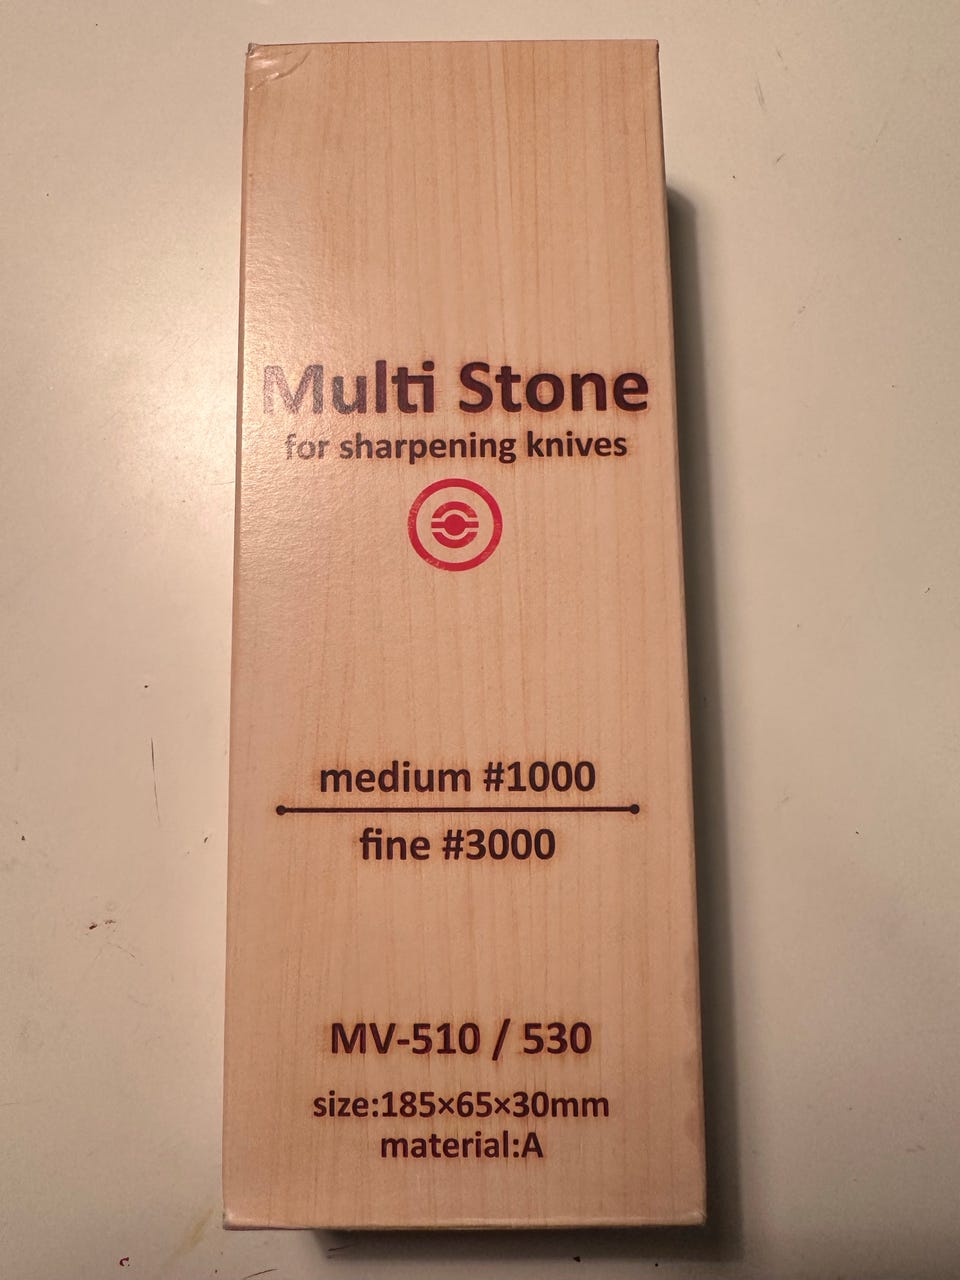 Multi Stone
for sharpening knives
medium #1000
fine #3000
MV-510 / 530
size:185×65×30mm
material:A